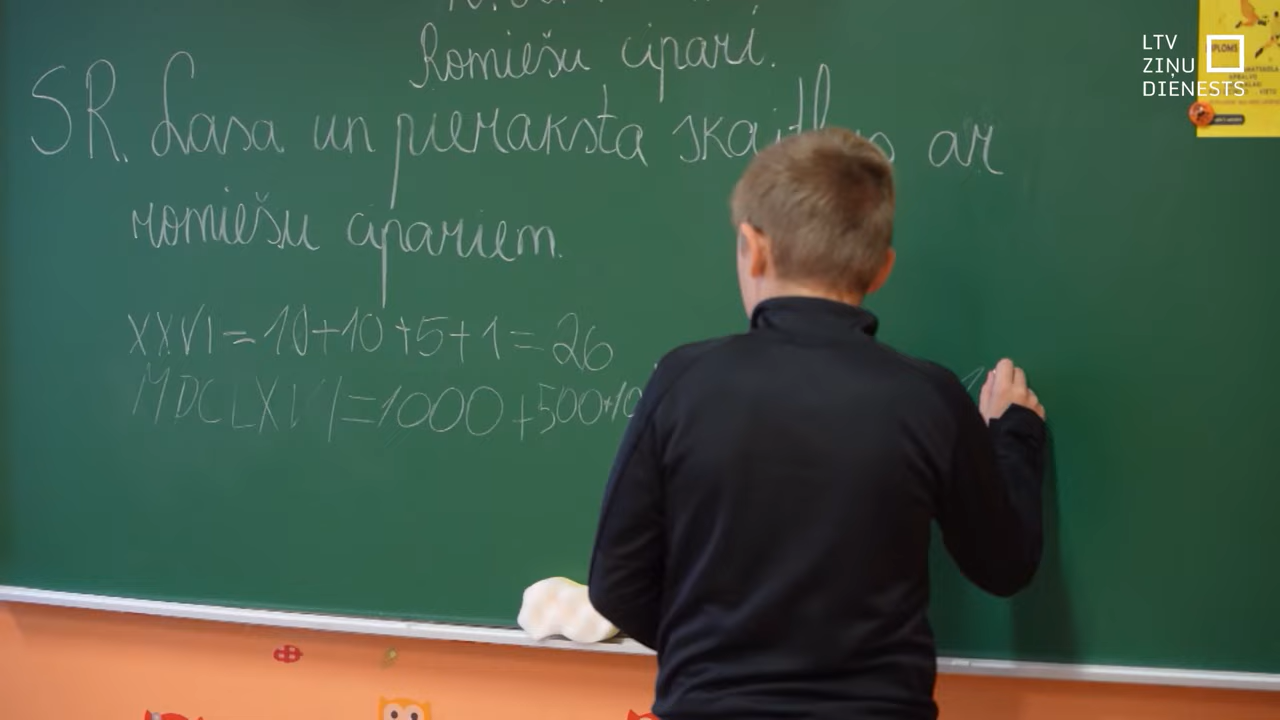 Romiešu cipari.
SR. Lasa un pieraksta skaitļus ar
romiešu cipariem.
XXVI = 10+10+5+1 = 26
MDCLXVI = 1000+500+10
LTV
ZIŅU
DIENESTS